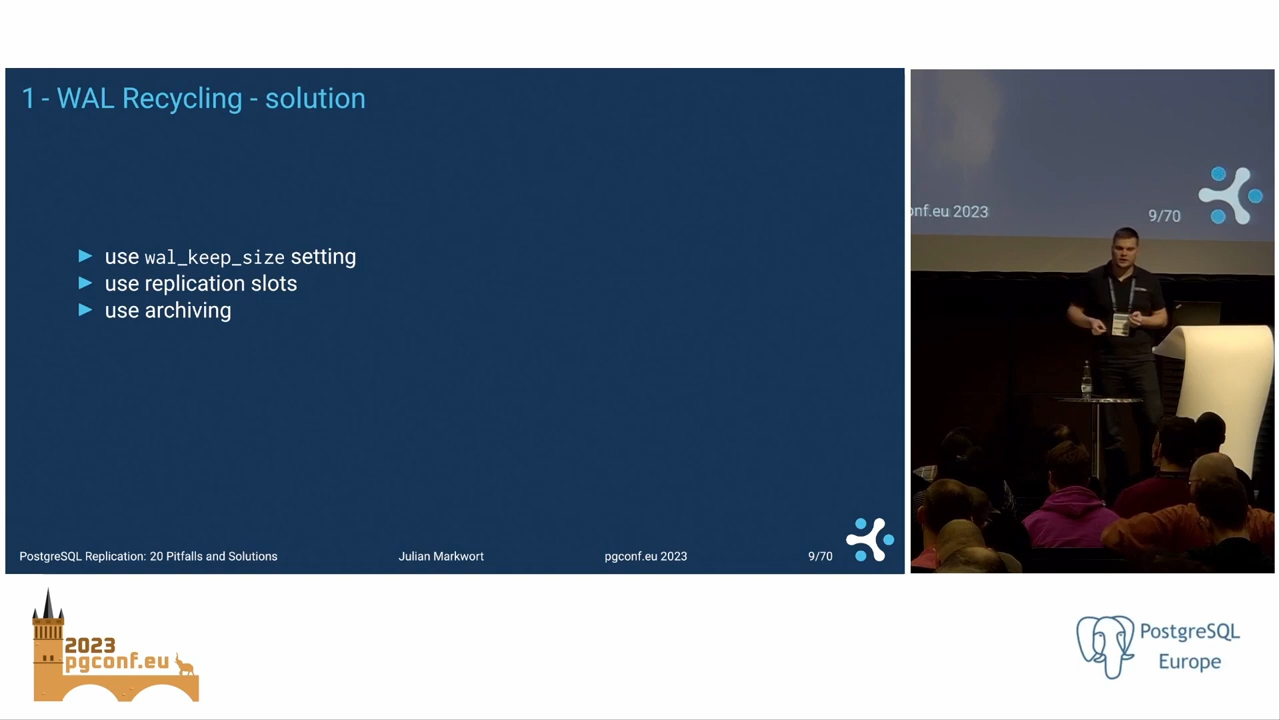 1 - WAL Recycling - solution
► use wal_keep_size setting
► use replication slots
► use archiving
PostgreSQL Replication: 20 Pitfalls and Solutions Julian Markwort pgconf.eu 2023 9/70
onf.eu 2023 9/70
2023
pgconf.eu
PostgreSQL
Europe